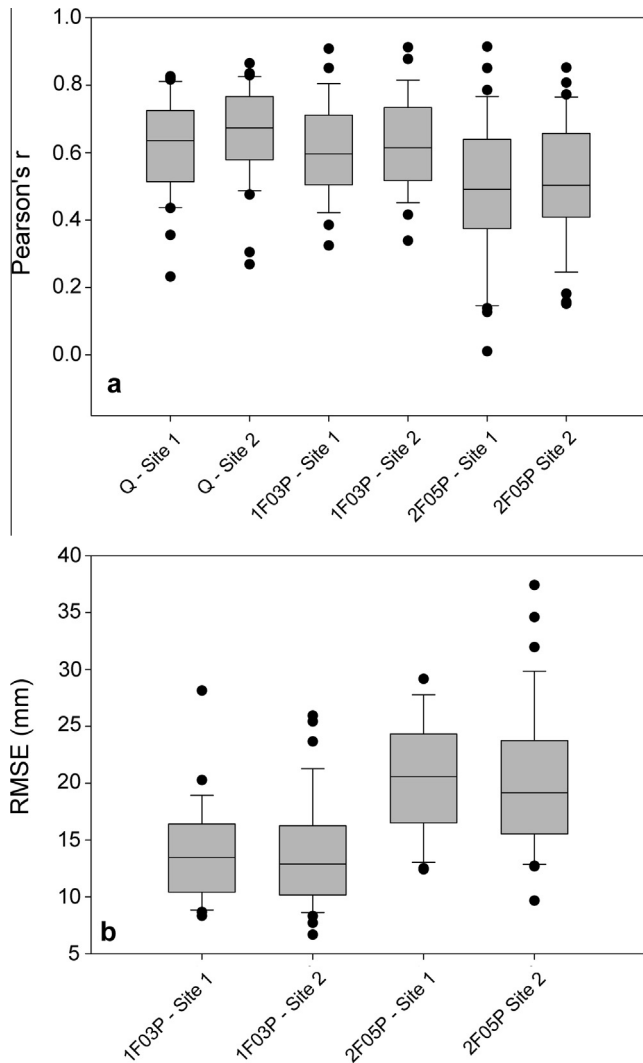 1.0
0.8
0.6
0.4
0.2
0.0
Pearson's r
a
Q - Site 1
Q - Site 2
1F03P - Site 1
1F03P - Site 2
2F05P - Site 1
2F05P Site 2
40
35
30
25
20
15
10
5
RMSE (mm)
b
1F03P - Site 1
1F03P - Site 2
2F05P - Site 1
2F05P Site 2